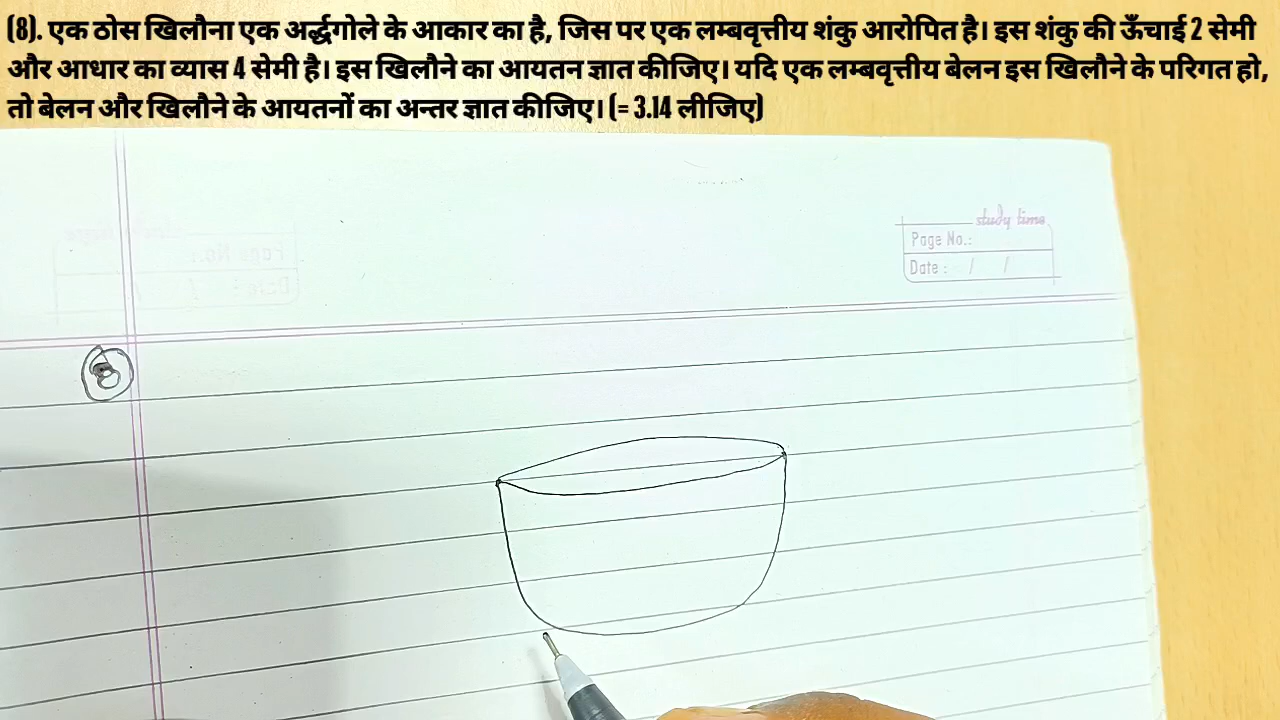 (8). एक ठोस खिलौना एक अर्द्धगोले के आकार का है, जिस पर एक लम्बवृत्तीय शंकु आरोपित है। इस शंकु की ऊँचाई 2 सेमी
और आधार का व्यास 4 सेमी है। इस खिलौने का आयतन ज्ञात कीजिए। यदि एक लम्बवृत्तीय बेलन इस खिलौने के परिगत हो,
तो बेलन और खिलौने के आयतनों का अन्तर ज्ञात कीजिए। (= 3.14 लीजिए)
study time
Page No.:
Date : / /
8